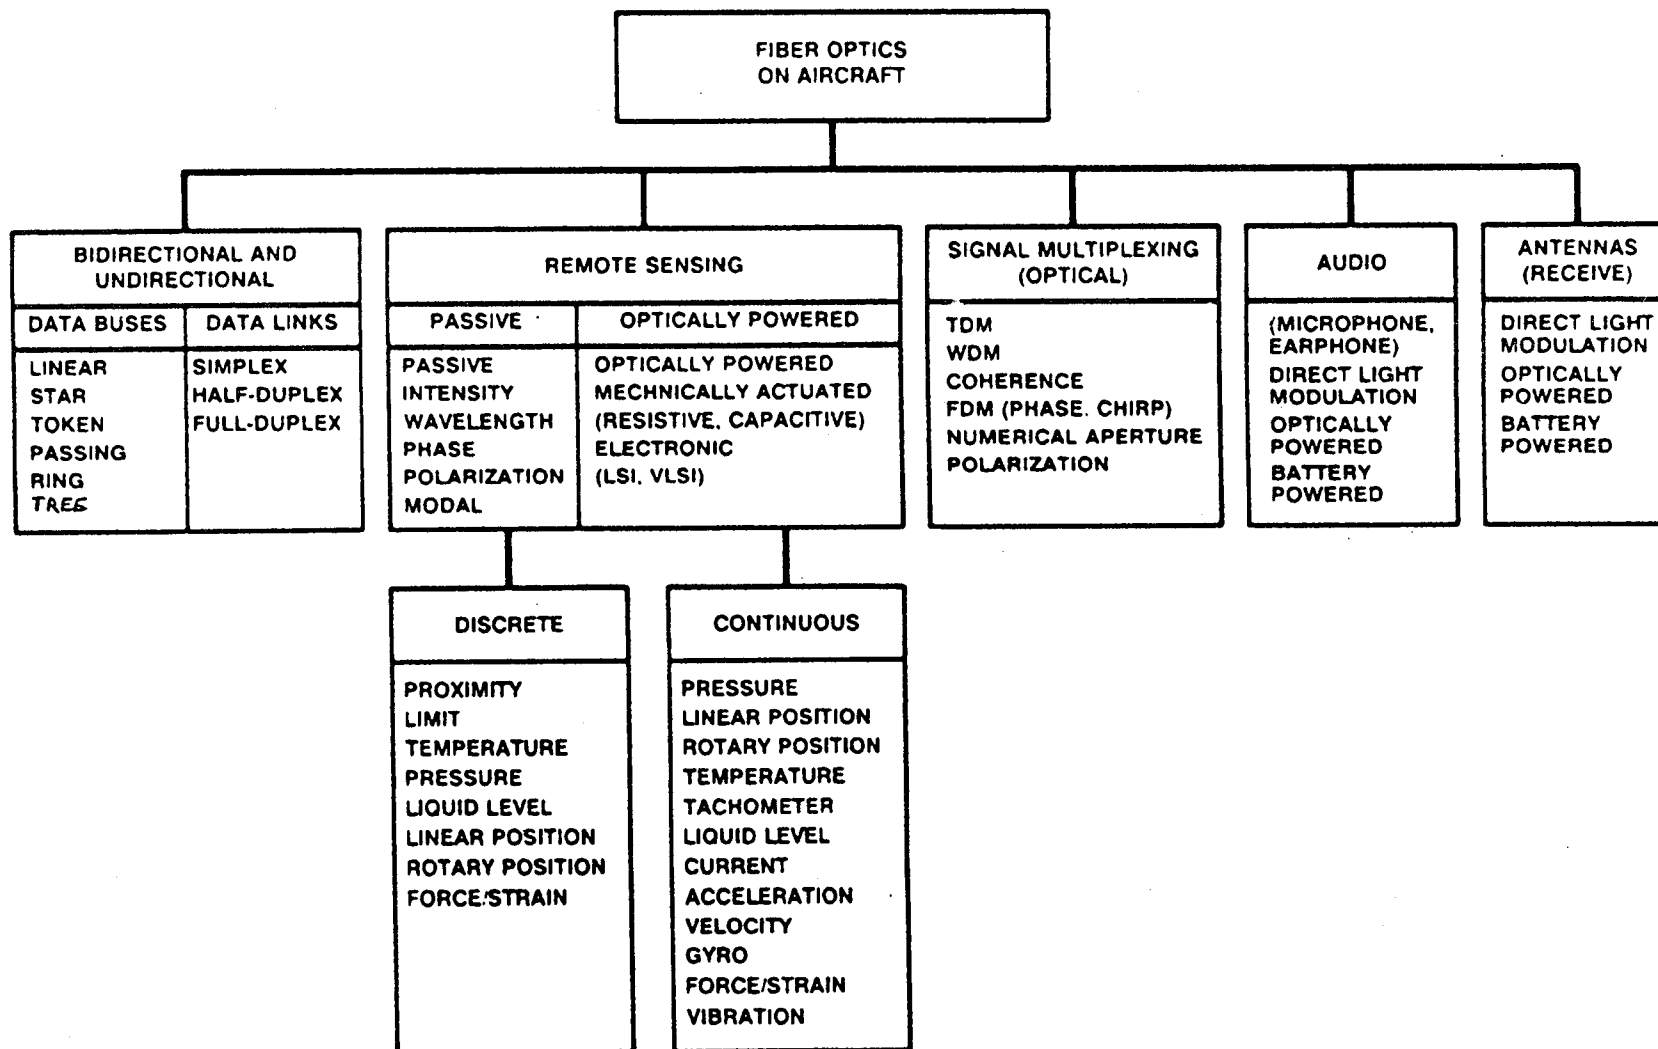 FIBER OPTICS
ON AIRCRAFT
BIDIRECTIONAL AND
UNDIRECTIONAL
DATA BUSES
DATA LINKS
LINEAR
STAR
TOKEN
PASSING
RING
TREE
SIMPLEX
HALF-DUPLEX
FULL-DUPLEX
REMOTE SENSING
PASSIVE
OPTICALLY POWERED
PASSIVE
INTENSITY
WAVELENGTH
PHASE
POLARIZATION
MODAL
OPTICALLY POWERED
MECHNICALLY ACTUATED
(RESISTIVE, CAPACITIVE)
ELECTRONIC
(LSI, VLSI)
SIGNAL MULTIPLEXING
(OPTICAL)
TDM
WDM
COHERENCE
FDM (PHASE. CHIRP)
NUMERICAL APERTURE
POLARIZATION
AUDIO
(MICROPHONE,
EARPHONE)
DIRECT LIGHT
MODULATION
OPTICALLY
POWERED
BATTERY
POWERED
ANTENNAS
(RECEIVE)
DIRECT LIGHT
MODULATION
OPTICALLY
POWERED
BATTERY
POWERED
DISCRETE
PROXIMITY
LIMIT
TEMPERATURE
PRESSURE
LIQUID LEVEL
LINEAR POSITION
ROTARY POSITION
FORCE/STRAIN
CONTINUOUS
PRESSURE
LINEAR POSITION
ROTARY POSITION
TEMPERATURE
TACHOMETER
LIQUID LEVEL
CURRENT
ACCELERATION
VELOCITY
GYRO
FORCE/STRAIN
VIBRATION